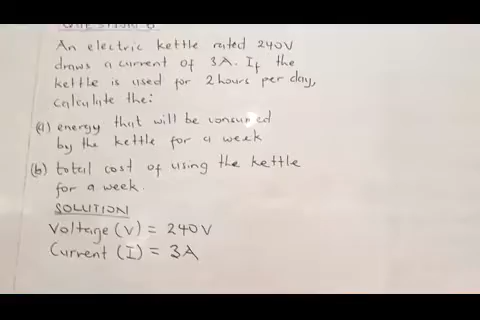 An electric kettle rated 240V
draws a current of 3A. If the
kettle is used for 2 hours per day,
calculate the:
(a) energy that will be consumed
by the kettle for a week
(b) total cost of using the kettle
for a week.
SOLUTION
Voltage (V) = 240V
Current (I) = 3A